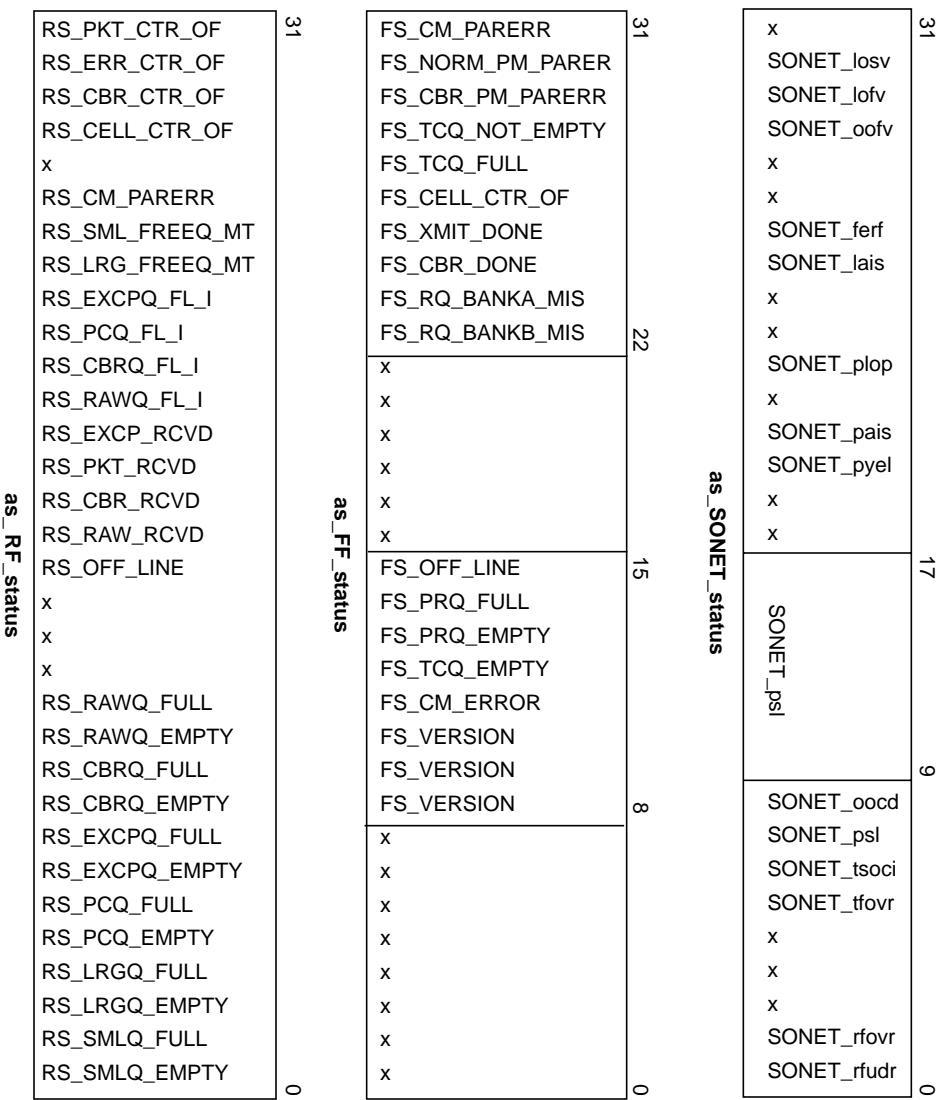 as_ RF_status
31
RS_PKT_CTR_OF
RS_ERR_CTR_OF
RS_CBR_CTR_OF
RS_CELL_CTR_OF
x
RS_CM_PARERR
RS_SML_FREEQ_MT
RS_LRG_FREEQ_MT
RS_EXCPQ_FL_I
RS_PCQ_FL_I
RS_CBRQ_FL_I
RS_RAWQ_FL_I
RS_EXCP_RCVD
RS_PKT_RCVD
RS_CBR_RCVD
RS_RAW_RCVD
RS_OFF_LINE
x
x
x
RS_RAWQ_FULL
RS_RAWQ_EMPTY
RS_CBRQ_FULL
RS_CBRQ_EMPTY
RS_EXCPQ_FULL
RS_EXCPQ_EMPTY
RS_PCQ_FULL
RS_PCQ_EMPTY
RS_LRGQ_FULL
RS_LRGQ_EMPTY
RS_SMLQ_FULL
RS_SMLQ_EMPTY
0
as_FF_status
31
FS_CM_PARERR
FS_NORM_PM_PARER
FS_CBR_PM_PARERR
FS_TCQ_NOT_EMPTY
FS_TCQ_FULL
FS_CELL_CTR_OF
FS_XMIT_DONE
FS_CBR_DONE
FS_RQ_BANKA_MIS
FS_RQ_BANKB_MIS
22
x
x
x
x
x
x
15
FS_OFF_LINE
FS_PRQ_FULL
FS_PRQ_EMPTY
FS_TCQ_EMPTY
FS_CM_ERROR
FS_VERSION
FS_VERSION
FS_VERSION
8
x
x
x
x
x
x
x
x
0
as_SONET_status
31
x
SONET_losv
SONET_lofv
SONET_oofv
x
x
SONET_ferf
SONET_lais
x
x
SONET_plop
x
SONET_pais
SONET_pyel
x
x
17
SONET_psl
9
SONET_oocd
SONET_psl
SONET_tsoci
SONET_tfovr
x
x
x
SONET_rfovr
SONET_rfudr
0